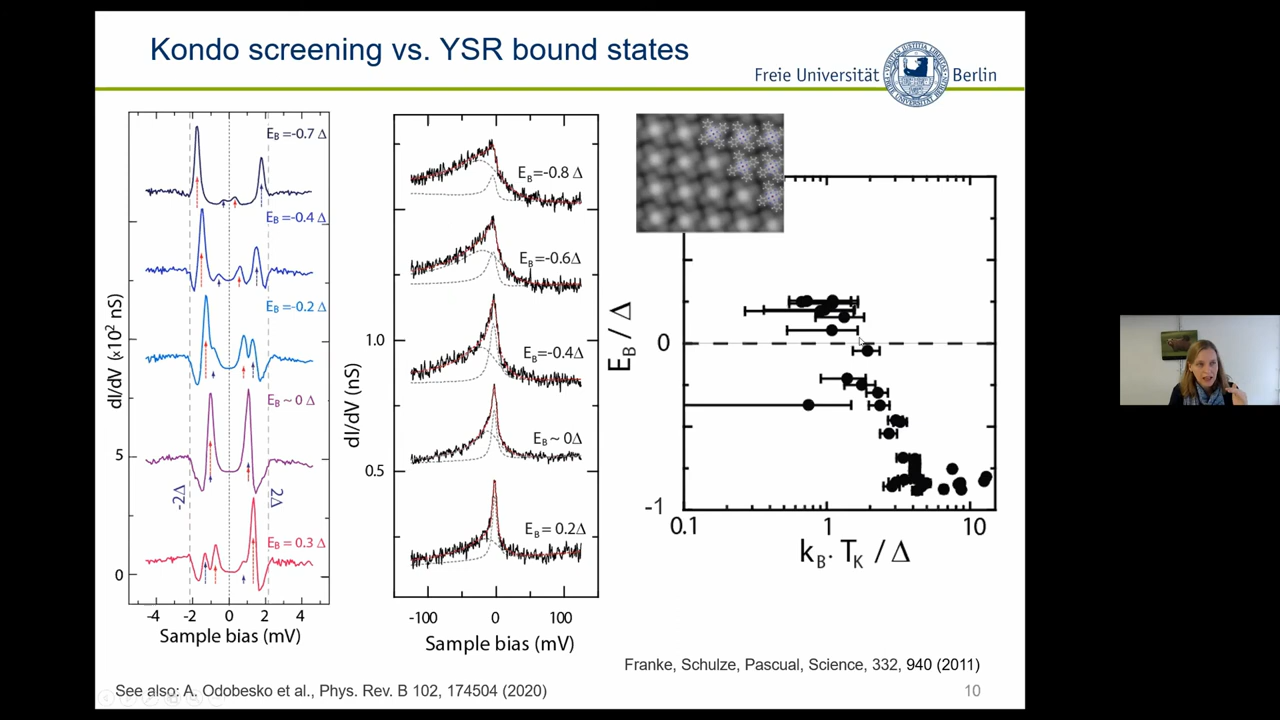 Kondo screening vs. YSR bound states
Freie Universität Berlin
dI/dV (x10² nS)
5
0
E_B=-0.7 Δ
E_B=-0.4 Δ
E_B=-0.2 Δ
E_B~0 Δ
-2Δ
2Δ
E_B= 0.3 Δ
-4 -2 0 2 4
Sample bias (mV)
dI/dV (nS)
1.0
0.5
E_B=-0.8 Δ
E_B=-0.6Δ
E_B=-0.4Δ
E_B~ 0Δ
E_B= 0.2Δ
-100 0 100
Sample bias (mV)
E_B / Δ
0
-1
0.1 1 10
k_B · T_K / Δ
Franke, Schulze, Pascual, Science, 332, 940 (2011)
See also: A. Odobesko et al., Phys. Rev. B 102, 174504 (2020)
10